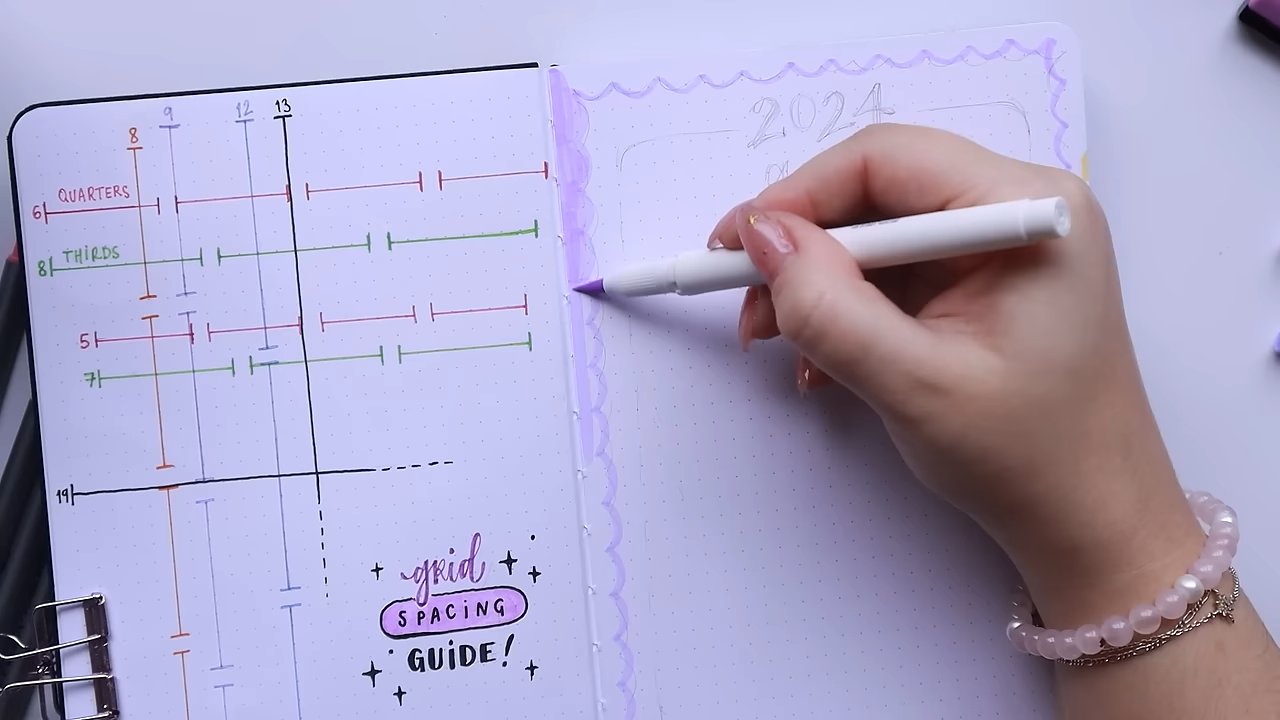 8 9 12 13
QUARTERS
6
THIRDS
8
5
7
19
grid
SPACING
GUIDE!
2024